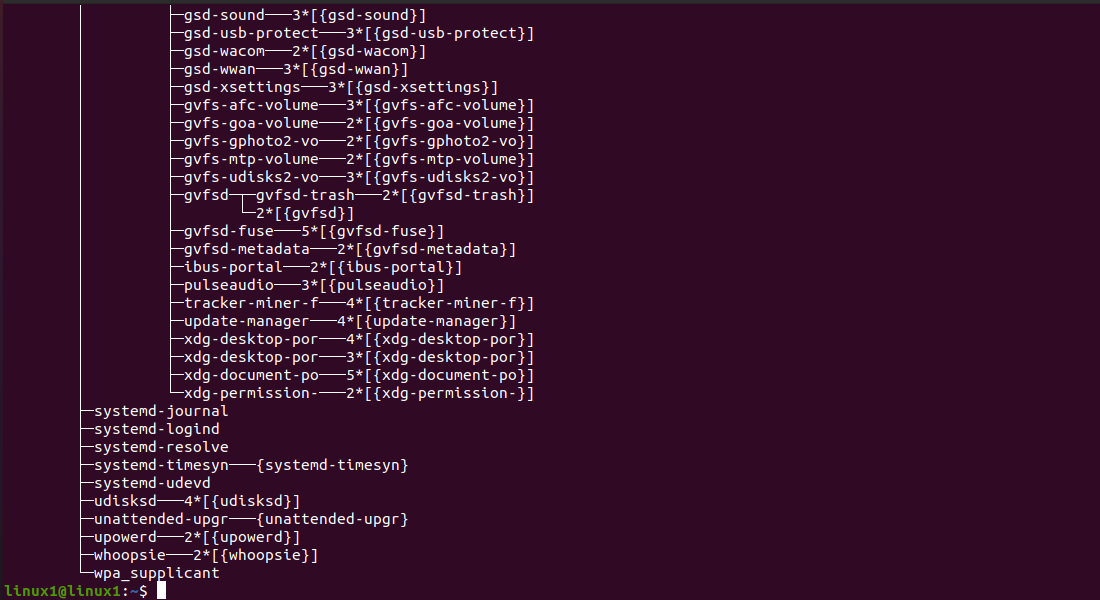 ├─gsd-sound───3*[{gsd-sound}]
├─gsd-usb-protect───3*[{gsd-usb-protect}]
├─gsd-wacom───2*[{gsd-wacom}]
├─gsd-wwan───3*[{gsd-wwan}]
├─gsd-xsettings───3*[{gsd-xsettings}]
├─gvfs-afc-volume───3*[{gvfs-afc-volume}]
├─gvfs-goa-volume───2*[{gvfs-goa-volume}]
├─gvfs-gphoto2-vo───2*[{gvfs-gphoto2-vo}]
├─gvfs-mtp-volume───2*[{gvfs-mtp-volume}]
├─gvfs-udisks2-vo───3*[{gvfs-udisks2-vo}]
├─gvfsd─┬─gvfsd-trash───2*[{gvfsd-trash}]
│       └─2*[{gvfsd}]
├─gvfsd-fuse───5*[{gvfsd-fuse}]
├─gvfsd-metadata───2*[{gvfsd-metadata}]
├─ibus-portal───2*[{ibus-portal}]
├─pulseaudio───3*[{pulseaudio}]
├─tracker-miner-f───4*[{tracker-miner-f}]
├─update-manager───4*[{update-manager}]
├─xdg-desktop-por───4*[{xdg-desktop-por}]
├─xdg-desktop-por───3*[{xdg-desktop-por}]
├─xdg-document-po───5*[{xdg-document-po}]
└─xdg-permission-───2*[{xdg-permission-}]
├─systemd-journal
├─systemd-logind
├─systemd-resolve
├─systemd-timesyn───{systemd-timesyn}
├─systemd-udevd
├─udisksd───4*[{udisksd}]
├─unattended-upgr───{unattended-upgr}
├─upowerd───2*[{upowerd}]
├─whoopsie───2*[{whoopsie}]
└─wpa_supplicant
linux1@linux1:~$